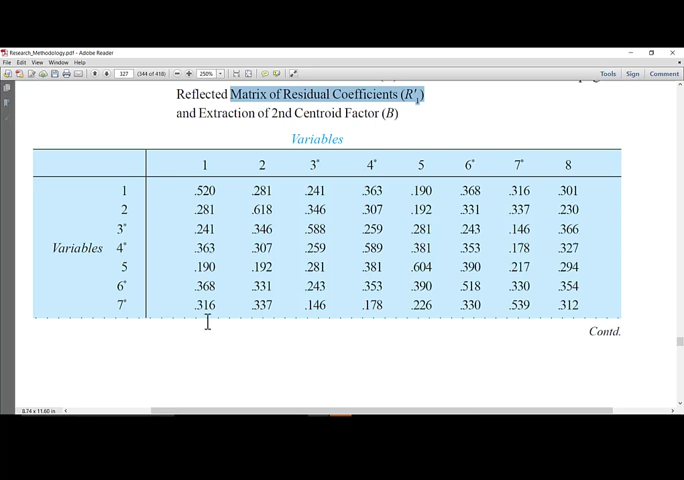 Research_Methodology.pdf - Adobe Reader
File Edit View Window Help
327 (344 of 418) 250% Tools Sign Comment
Reflected Matrix of Residual Coefficients (R′1)
and Extraction of 2nd Centroid Factor (B)
Variables
1 2 3* 4* 5 6* 7* 8
1 .520 .281 .241 .363 .190 .368 .316 .301
2 .281 .618 .346 .307 .192 .331 .337 .230
3* .241 .346 .588 .259 .281 .243 .146 .366
Variables 4* .363 .307 .259 .589 .381 .353 .178 .327
5 .190 .192 .281 .381 .604 .390 .217 .294
6* .368 .331 .243 .353 .390 .518 .330 .354
7* .316 .337 .146 .178 .226 .330 .539 .312
Contd.
8.74 x 11.60 in